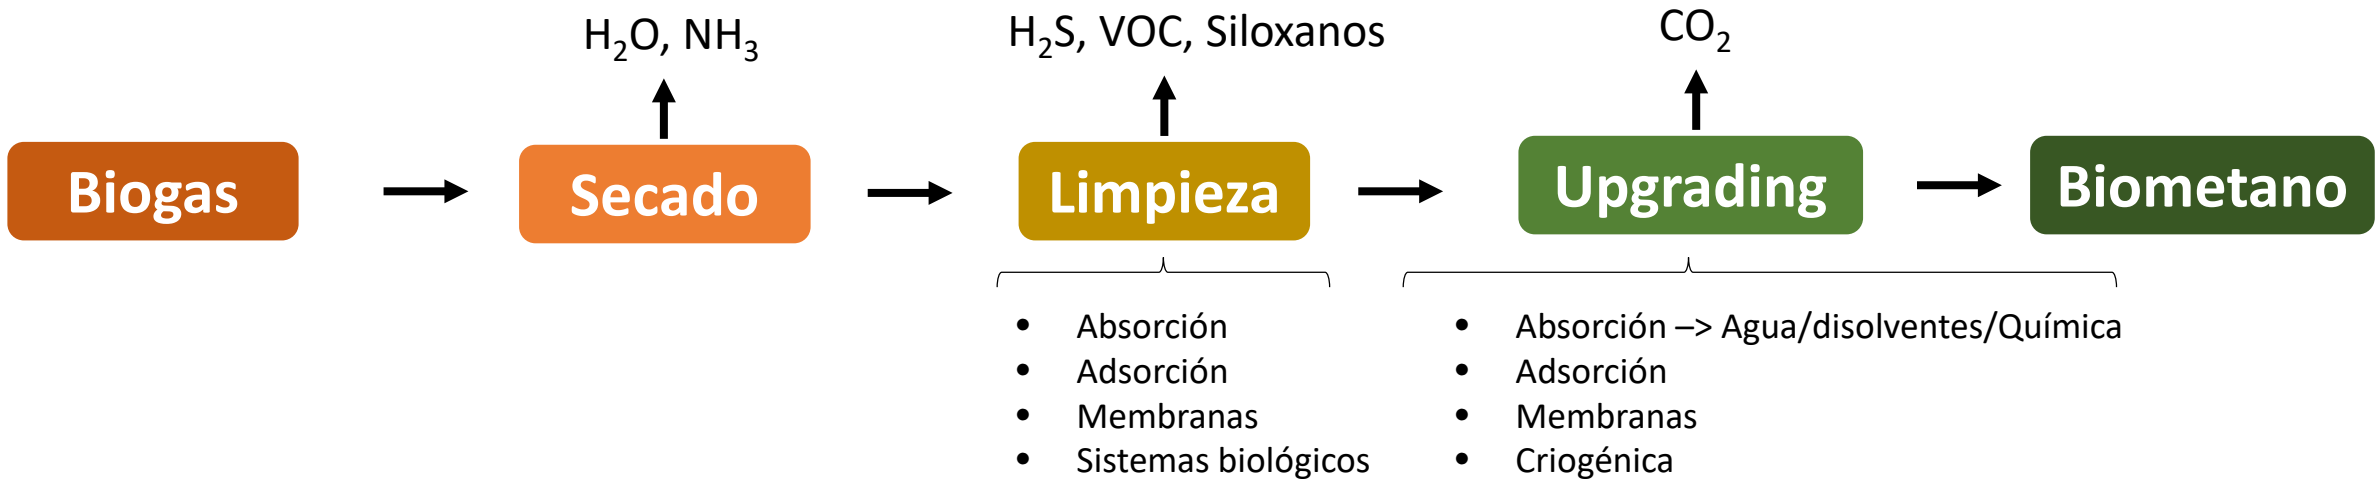 H₂O, NH₃
H₂S, VOC, Siloxanos
CO₂
Biogas
Secado
Limpieza
Upgrading
Biometano
• Absorción
• Adsorción
• Membranas
• Sistemas biológicos
• Absorción –> Agua/disolventes/Química
• Adsorción
• Membranas
• Criogénica